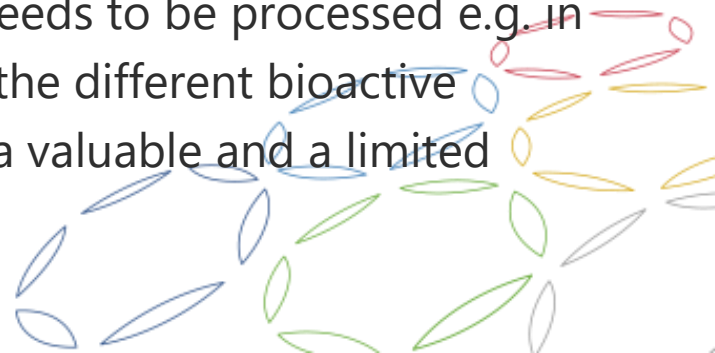 eeds to be processed e.g. in
the different bioactive
a valuable and a limited